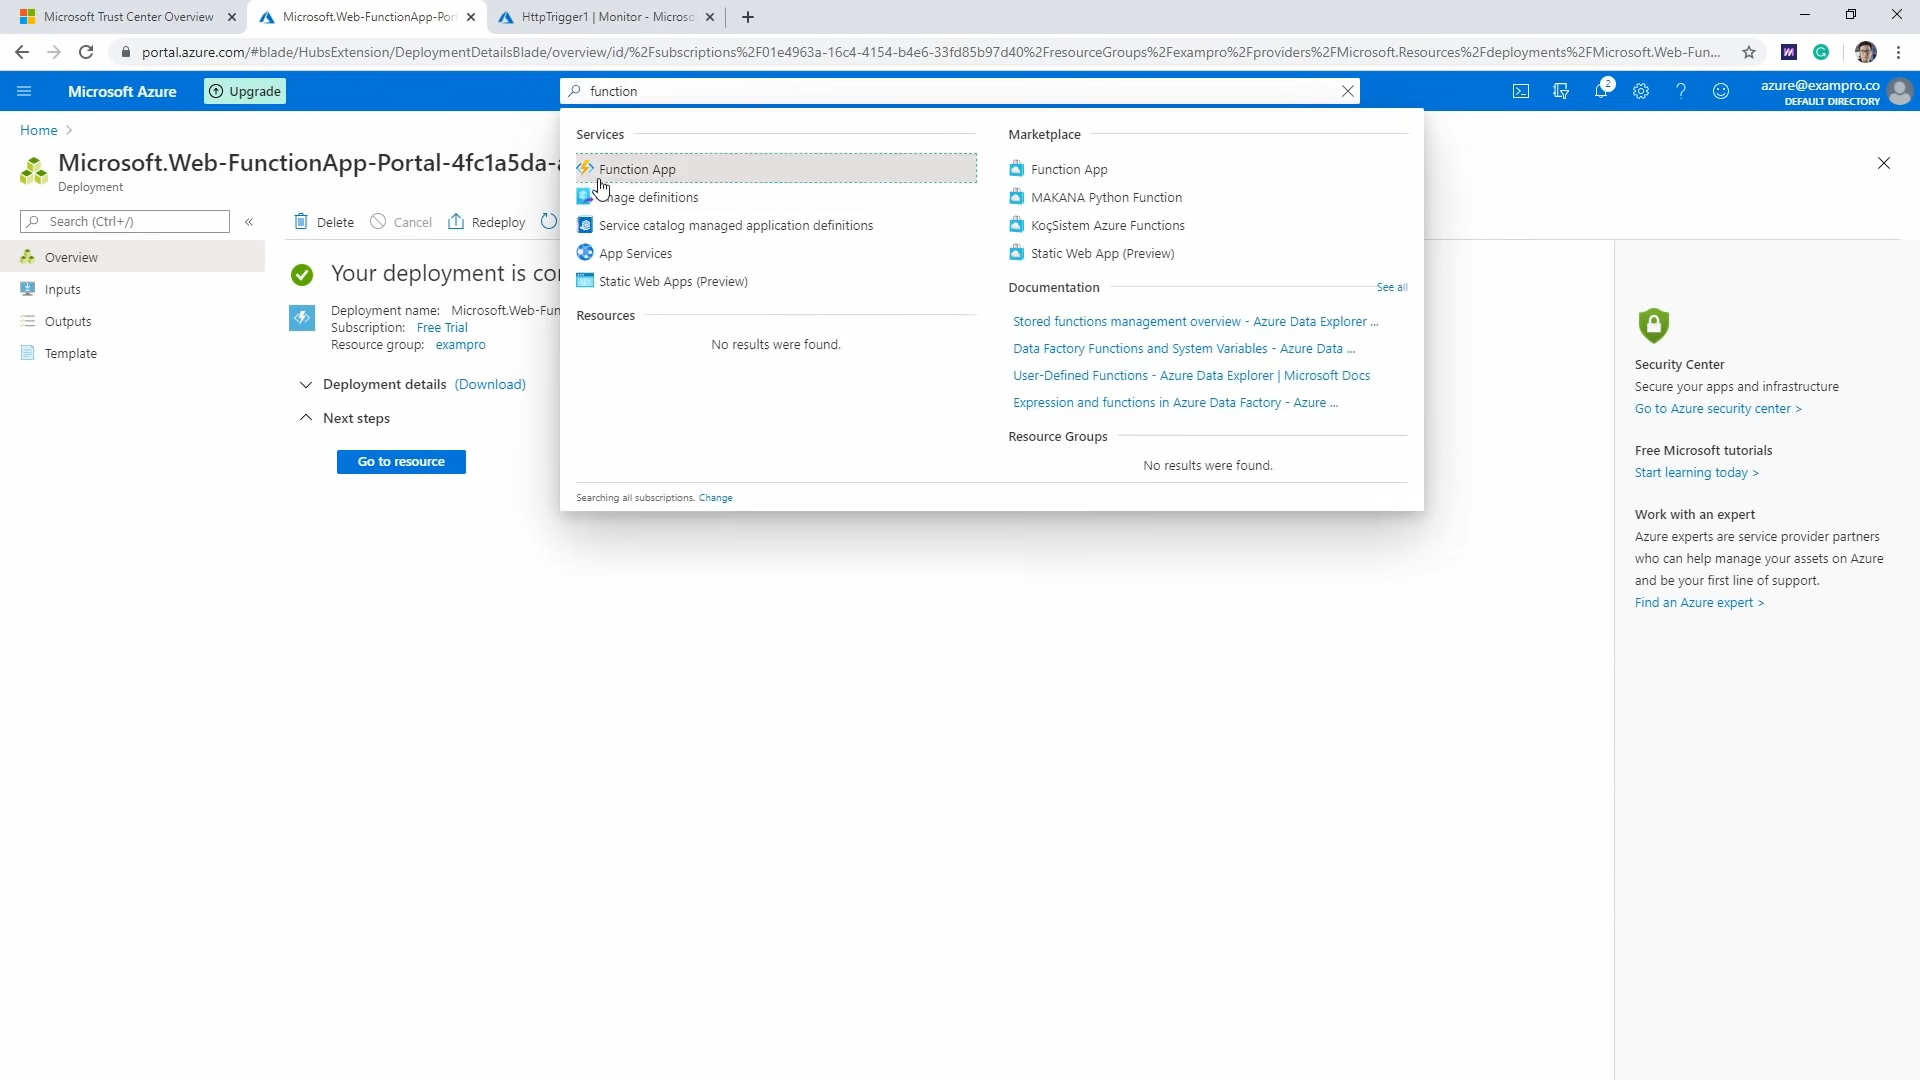 Microsoft Trust Center Overview
Microsoft.Web-FunctionApp-Por
HttpTrigger1 | Monitor - Microso
portal.azure.com/#blade/HubsExtension/DeploymentDetailsBlade/overview/id/%2Fsubscriptions%2F01e4963a-16c4-4154-b4e6-33fd85b97d40%2FresourceGroups%2Fexampro%2Fproviders%2FMicrosoft.Resources%2Fdeployments%2FMicrosoft.Web-Fun...
Microsoft Azure
Upgrade
function
2
azure@exampro.co
DEFAULT DIRECTORY
Home
Microsoft.Web-FunctionApp-Portal-4fc1a5da-a
Deployment
Search (Ctrl+/)
«
Delete
Cancel
Redeploy
Overview
Inputs
Outputs
Template
Your deployment is co
Deployment name: Microsoft.Web-Fun
Subscription: Free Trial
Resource group: exampro
Deployment details (Download)
Next steps
Go to resource
Services
Function App
mage definitions
Service catalog managed application definitions
App Services
Static Web Apps (Preview)
Resources
No results were found.
Searching all subscriptions. Change
Marketplace
Function App
MAKANA Python Function
KoçSistem Azure Functions
Static Web App (Preview)
Documentation
See all
Stored functions management overview - Azure Data Explorer ...
Data Factory Functions and System Variables - Azure Data ...
User-Defined Functions - Azure Data Explorer | Microsoft Docs
Expression and functions in Azure Data Factory - Azure ...
Resource Groups
No results were found.
Security Center
Secure your apps and infrastructure
Go to Azure security center >
Free Microsoft tutorials
Start learning today >
Work with an expert
Azure experts are service provider partners
who can help manage your assets on Azure
and be your first line of support.
Find an Azure expert >